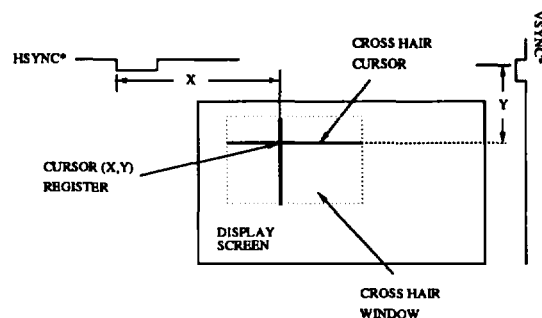 HSYNC*
X
CROSS HAIR
CURSOR
VSYNC*
Y
CURSOR (X,Y)
REGISTER
DISPLAY
SCREEN
CROSS HAIR
WINDOW